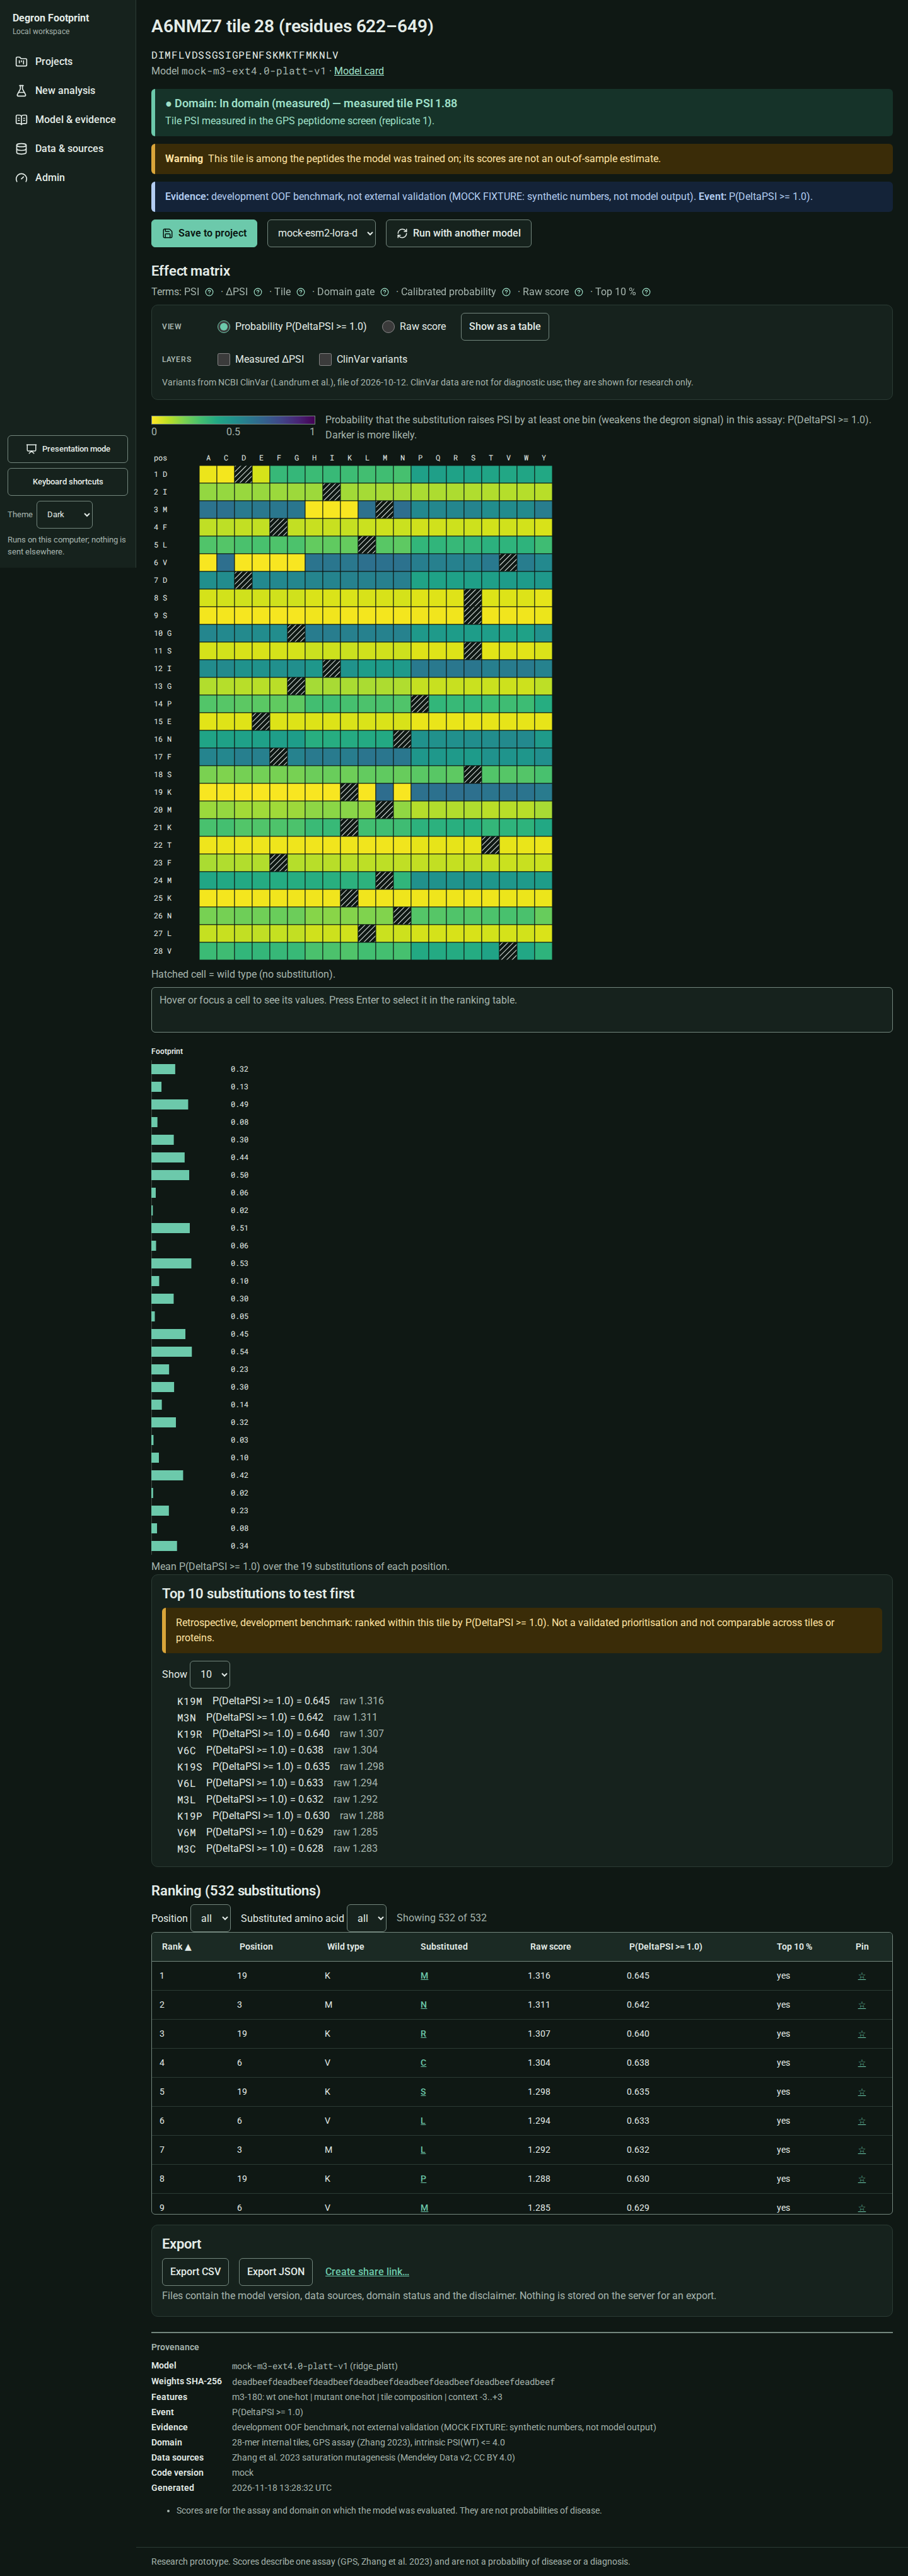 Degron Footprint
Local workspace
Projects
New analysis
Model & evidence
Data & sources
Admin
Presentation mode
Keyboard shortcuts
Theme Dark
Runs on this computer; nothing is
sent elsewhere.
A6NMZ7 tile 28 (residues 622–649)
DIMFLVDSSGSIGPENFSKMKTFMKNLV
Model mock-m3-ext4.0-platt-v1 · Model card
● Domain: In domain (measured) — measured tile PSI 1.88
Tile PSI measured in the GPS peptidome screen (replicate 1).
Warning This tile is among the peptides the model was trained on; its scores are not an out-of-sample estimate.
Evidence: development OOF benchmark, not external validation (MOCK FIXTURE: synthetic numbers, not model output). Event: P(DeltaPSI >= 1.0).
Save to project mock-esm2-lora-d Run with another model
Effect matrix
Terms: PSI · ΔPSI · Tile · Domain gate · Calibrated probability · Raw score · Top 10 %
VIEW Probability P(DeltaPSI >= 1.0) Raw score Show as a table
LAYERS Measured ΔPSI ClinVar variants
Variants from NCBI ClinVar (Landrum et al.), file of 2026-10-12. ClinVar data are not for diagnostic use; they are shown for research only.
0 0.5 1
Probability that the substitution raises PSI by at least one bin (weakens the degron signal) in this assay: P(DeltaPSI >= 1.0).
Darker is more likely.
pos A C D E F G H I K L M N P Q R S T V W Y
1 D
2 I
3 M
4 F
5 L
6 V
7 D
8 S
9 S
10 G
11 S
12 I
13 G
14 P
15 E
16 N
17 F
18 S
19 K
20 M
21 K
22 T
23 F
24 M
25 K
26 N
27 L
28 V
Hatched cell = wild type (no substitution).
Hover or focus a cell to see its values. Press Enter to select it in the ranking table.
Footprint
0.32
0.13
0.49
0.08
0.30
0.44
0.50
0.06
0.02
0.51
0.06
0.53
0.10
0.30
0.05
0.45
0.54
0.23
0.30
0.14
0.32
0.03
0.10
0.42
0.02
0.23
0.08
0.34
Mean P(DeltaPSI >= 1.0) over the 19 substitutions of each position.
Top 10 substitutions to test first
Retrospective, development benchmark: ranked within this tile by P(DeltaPSI >= 1.0). Not a validated prioritisation and not comparable across tiles or
proteins.
Show 10
K19M P(DeltaPSI >= 1.0) = 0.645 raw 1.316
M3N P(DeltaPSI >= 1.0) = 0.642 raw 1.311
K19R P(DeltaPSI >= 1.0) = 0.640 raw 1.307
V6C P(DeltaPSI >= 1.0) = 0.638 raw 1.304
K19S P(DeltaPSI >= 1.0) = 0.635 raw 1.298
V6L P(DeltaPSI >= 1.0) = 0.633 raw 1.294
M3L P(DeltaPSI >= 1.0) = 0.632 raw 1.292
K19P P(DeltaPSI >= 1.0) = 0.630 raw 1.288
V6M P(DeltaPSI >= 1.0) = 0.629 raw 1.285
M3C P(DeltaPSI >= 1.0) = 0.628 raw 1.283
Ranking (532 substitutions)
Position all Substituted amino acid all Showing 532 of 532
Rank ▲ Position Wild type Substituted Raw score P(DeltaPSI >= 1.0) Top 10 % Pin
1 19 K M 1.316 0.645 yes ☆
2 3 M N 1.311 0.642 yes ☆
3 19 K R 1.307 0.640 yes ☆
4 6 V C 1.304 0.638 yes ☆
5 19 K S 1.298 0.635 yes ☆
6 6 V L 1.294 0.633 yes ☆
7 3 M L 1.292 0.632 yes ☆
8 19 K P 1.288 0.630 yes ☆
9 6 V M 1.285 0.629 yes ☆
Export
Export CSV Export JSON Create share link…
Files contain the model version, data sources, domain status and the disclaimer. Nothing is stored on the server for an export.
Provenance
Model mock-m3-ext4.0-platt-v1 (ridge_platt)
Weights SHA-256 deadbeefdeadbeefdeadbeefdeadbeefdeadbeefdeadbeefdeadbeefdeadbeef
Features m3-180: wt one-hot | mutant one-hot | tile composition | context -3..+3
Event P(DeltaPSI >= 1.0)
Evidence development OOF benchmark, not external validation (MOCK FIXTURE: synthetic numbers, not model output)
Domain 28-mer internal tiles, GPS assay (Zhang 2023), intrinsic PSI(WT) <= 4.0
Data sources Zhang et al. 2023 saturation mutagenesis (Mendeley Data v2; CC BY 4.0)
Code version mock
Generated 2026-11-18 13:28:32 UTC
• Scores are for the assay and domain on which the model was evaluated. They are not probabilities of disease.
Research prototype. Scores describe one assay (GPS, Zhang et al. 2023) and are not a probability of disease or a diagnosis.